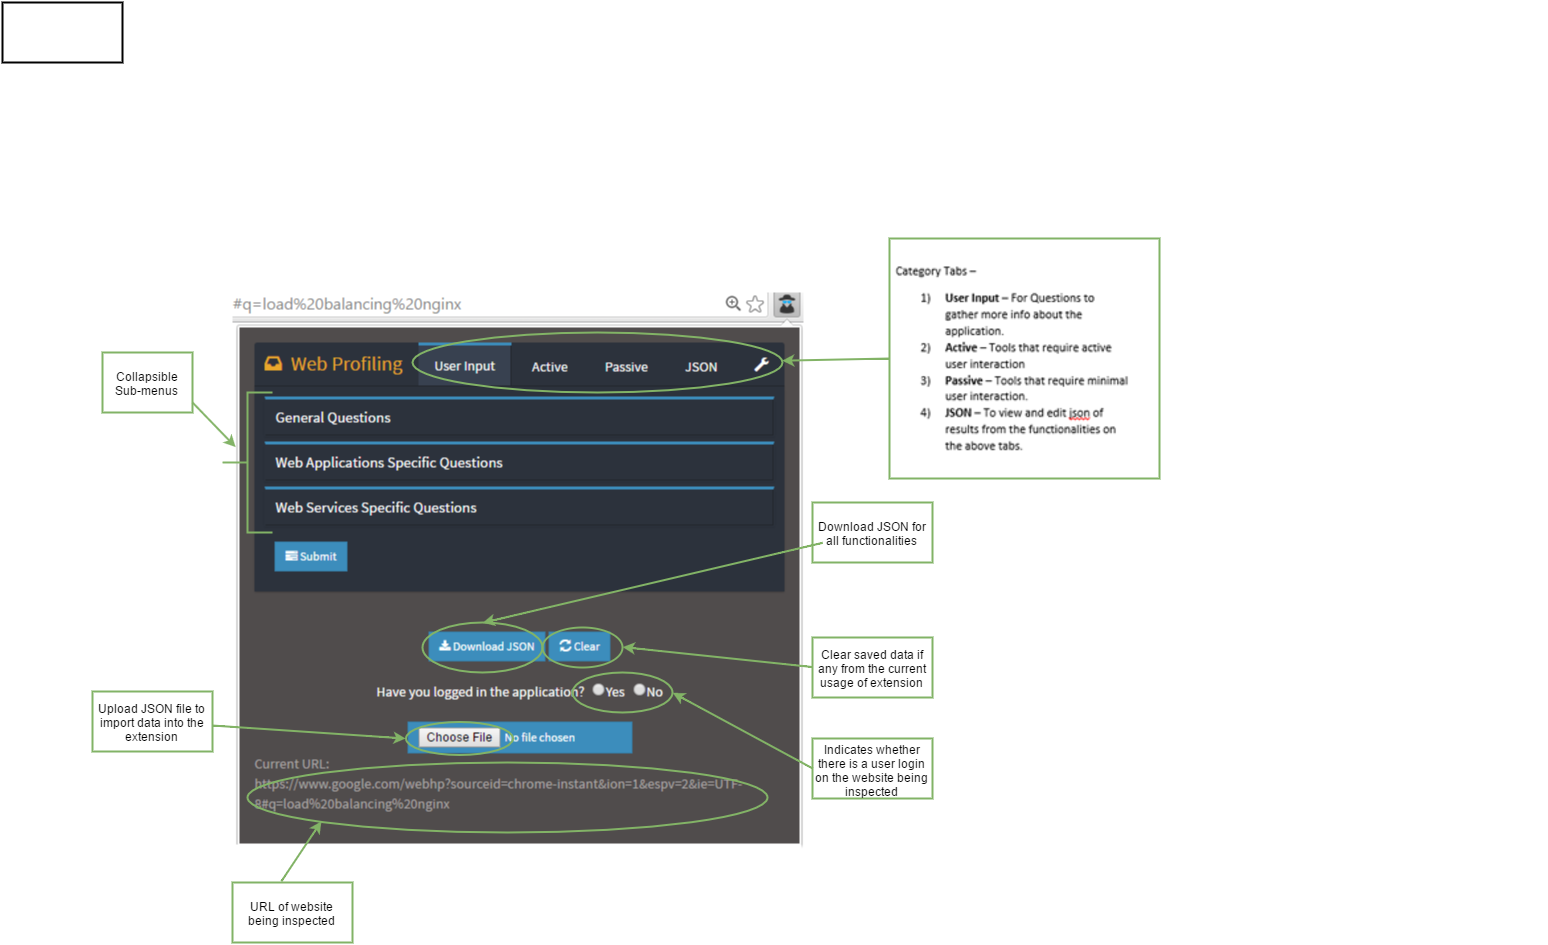 Category Tabs –
1) User Input – For Questions to
gather more info about the
application.
2) Active – Tools that require active
user interaction
3) Passive – Tools that require minimal
user interaction.
4) JSON – To view and edit json of
results from the functionalities on
the above tabs.
#q=load%20balancing%20nginx
Web Profiling
User Input
Active
Passive
JSON
Collapsible
Sub-menus
General Questions
Web Applications Specific Questions
Web Services Specific Questions
Submit
Download JSON for
all functionalities
Download JSON
Clear
Clear saved data if
any from the current
usage of extension
Have you logged in the application? Yes No
Upload JSON file to
import data into the
extension
Choose File No file chosen
Indicates whether
there is a user login
on the website being
inspected
Current URL:
https://www.google.com/webhp?sourceid=chrome-instant&ion=1&espv=2&ie=UTF-
8#q=load%20balancing%20nginx
URL of website
being inspected